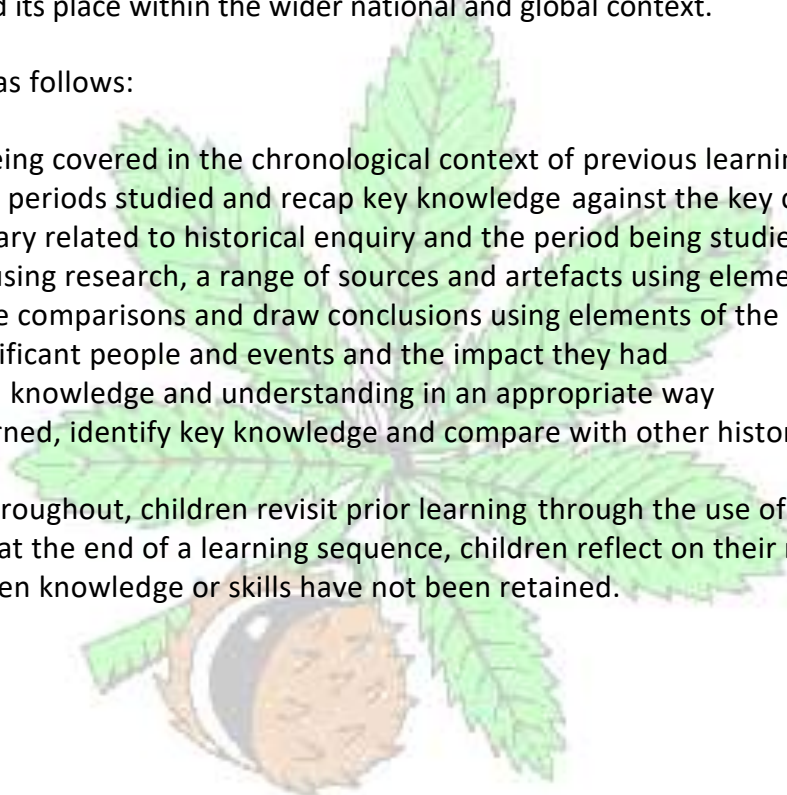 d its place within the wider national and global context.
as follows:
eing covered in the chronological context of previous learnin
periods studied and recap key knowledge against the key c
ary related to historical enquiry and the period being studie
using research, a range of sources and artefacts using eleme
e comparisons and draw conclusions using elements of the
ificant people and events and the impact they had
knowledge and understanding in an appropriate way
rned, identify key knowledge and compare with other histor
roughout, children revisit prior learning through the use of
at the end of a learning sequence, children reflect on their
en knowledge or skills have not been retained.